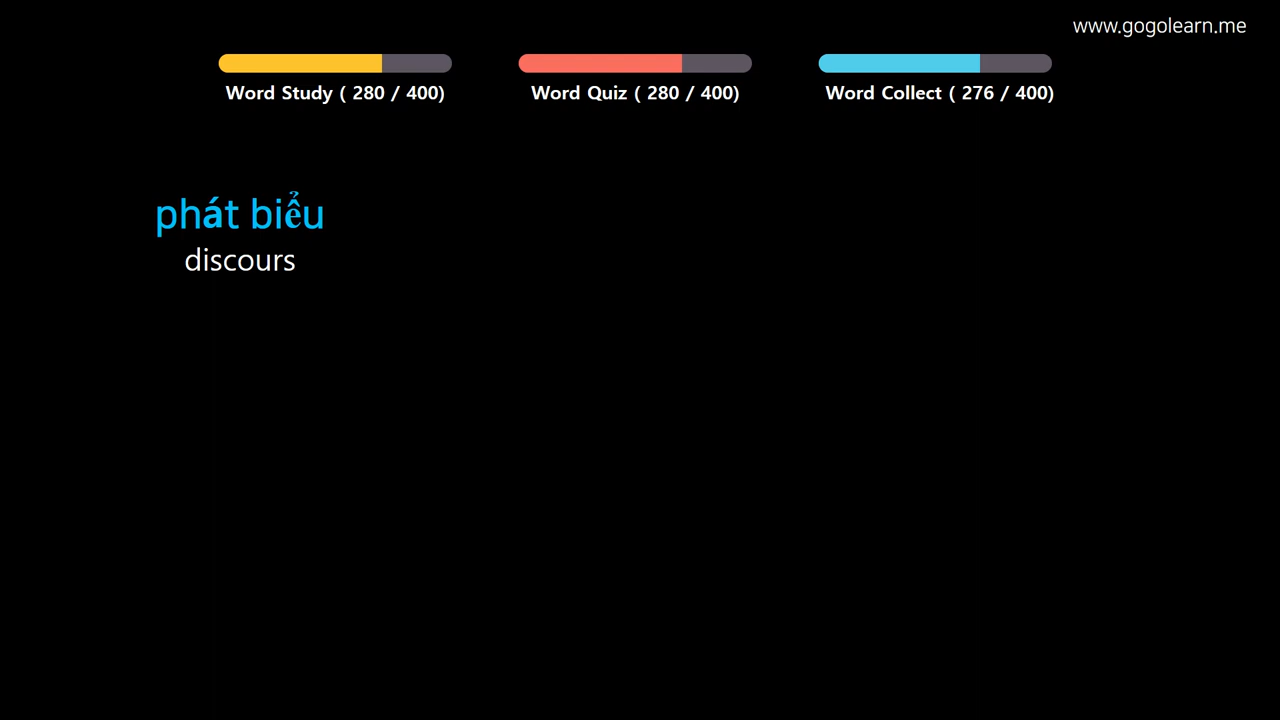 www.gogolearn.me
Word Study ( 280 / 400)
Word Quiz ( 280 / 400)
Word Collect ( 276 / 400)
phát biểu
discours